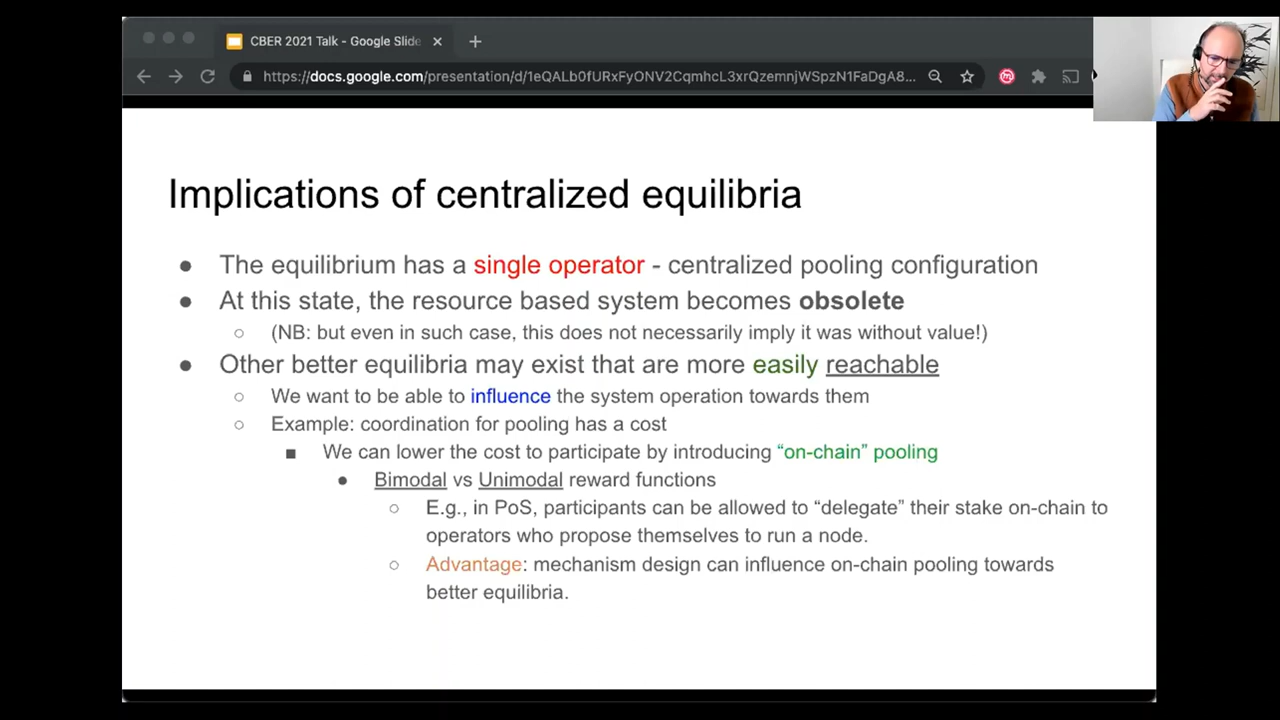 CBER 2021 Talk - Google Slide
https://docs.google.com/presentation/d/1eQALb0fURxFyONV2CqmhcL3xrQzemnjWSpzN1FaDgA8...
Implications of centralized equilibria
● The equilibrium has a single operator - centralized pooling configuration
● At this state, the resource based system becomes obsolete
○ (NB: but even in such case, this does not necessarily imply it was without value!)
● Other better equilibria may exist that are more easily reachable
○ We want to be able to influence the system operation towards them
○ Example: coordination for pooling has a cost
■ We can lower the cost to participate by introducing “on-chain” pooling
● Bimodal vs Unimodal reward functions
○ E.g., in PoS, participants can be allowed to “delegate” their stake on-chain to
operators who propose themselves to run a node.
○ Advantage: mechanism design can influence on-chain pooling towards
better equilibria.